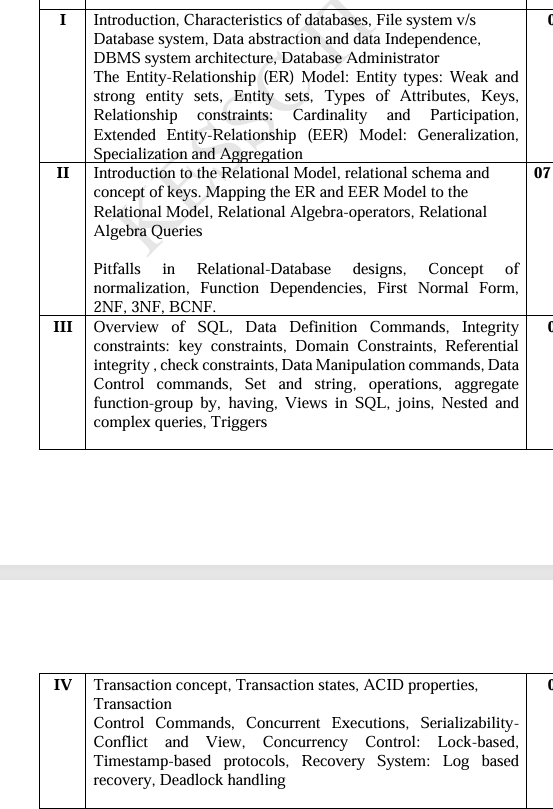 I Introduction, Characteristics of databases, File system v/s
Database system, Data abstraction and data Independence,
DBMS system architecture, Database Administrator
The Entity-Relationship (ER) Model: Entity types: Weak and
strong entity sets, Entity sets, Types of Attributes, Keys,
Relationship constraints: Cardinality and Participation,
Extended Entity-Relationship (EER) Model: Generalization,
Specialization and Aggregation
II Introduction to the Relational Model, relational schema and 07
concept of keys. Mapping the ER and EER Model to the
Relational Model, Relational Algebra-operators, Relational
Algebra Queries
Pitfalls in Relational-Database designs, Concept of
normalization, Function Dependencies, First Normal Form,
2NF, 3NF, BCNF.
III Overview of SQL, Data Definition Commands, Integrity
constraints: key constraints, Domain Constraints, Referential
integrity , check constraints, Data Manipulation commands, Data
Control commands, Set and string, operations, aggregate
function-group by, having, Views in SQL, joins, Nested and
complex queries, Triggers
IV Transaction concept, Transaction states, ACID properties,
Transaction
Control Commands, Concurrent Executions, Serializability-
Conflict and View, Concurrency Control: Lock-based,
Timestamp-based protocols, Recovery System: Log based
recovery, Deadlock handling